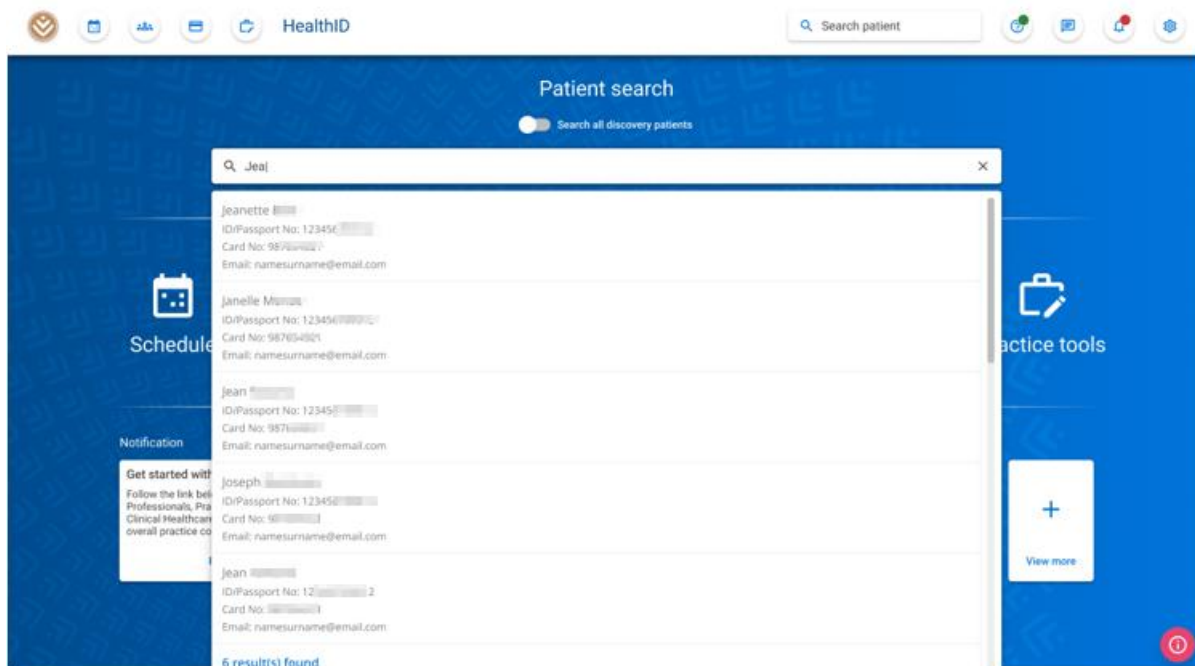 HealthID
Search patient
Patient search
Search all discovery patients
Jea
Jeanette
ID/Passport No: 123456
Card No:
Email: namesurname@email.com
Janelle
ID/Passport No: 123456
Card No: 987654321
Email: namesurname@email.com
Jean
ID/Passport No: 12345
Card No: 987
Email: namesurname@email.com
Joseph
ID/Passport No: 12345
Card No:
Email: namesurname@email.com
Jean
ID/Passport No: 12 2
Card No:
Email: namesurname@email.com
6 result(s) found
Schedule
actice tools
Notification
Get started with
Follow the link bel
Professionals, Pra
Clinical Healthcar
overall practice co
View more